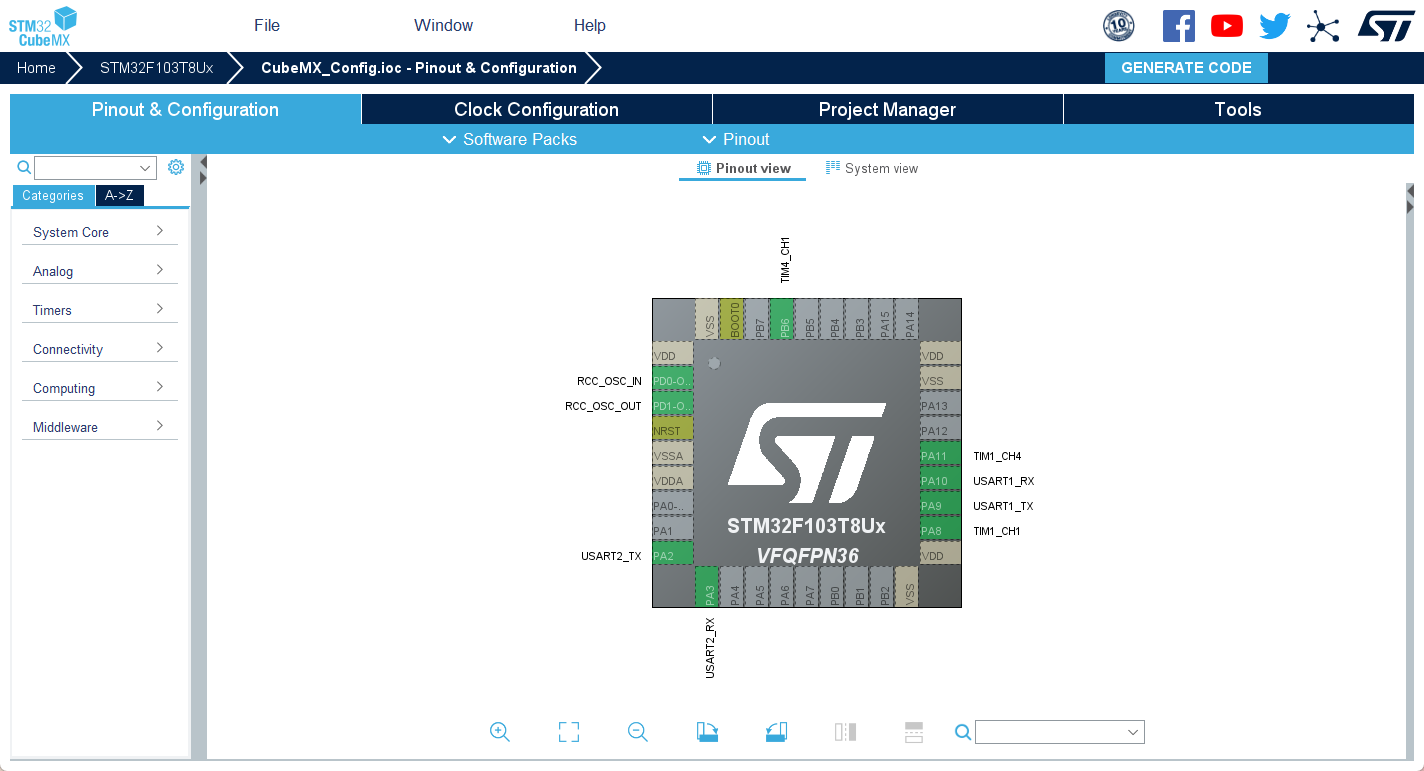 STM32
CubeMX
File
Window
Help
10
ST
Home
STM32F103T8Ux
CubeMX_Config.ioc - Pinout & Configuration
GENERATE CODE
Pinout & Configuration
Clock Configuration
Project Manager
Tools
Software Packs
Pinout
Pinout view
System view
Categories
A->Z
System Core
Analog
Timers
Connectivity
Computing
Middleware
TIM4_CH1
VSS
BOOT0
PB7
PB6
PB5
PB4
PB3
PA15
PA14
VDD
RCC_OSC_IN
PD0-O..
RCC_OSC_OUT
PD1-O..
NRST
VSSA
VDDA
PA0-..
PA1
USART2_TX
PA2
VDD
VSS
PA13
PA12
PA11
TIM1_CH4
PA10
USART1_RX
PA9
USART1_TX
PA8
TIM1_CH1
VDD
ST
STM32F103T8Ux
VFQFPN36
PA3
PA4
PA5
PA6
PA7
PB0
PB1
PB2
VSS
USART2_RX